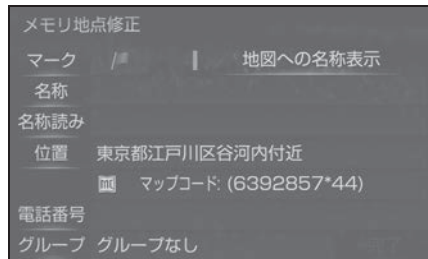 メモリ地点修正
マーク 地図への名称表示
名称
名称読み
位置 東京都江戸川区谷河内付近
マップコード: (6392857*44)
電話番号
グループ グループなし